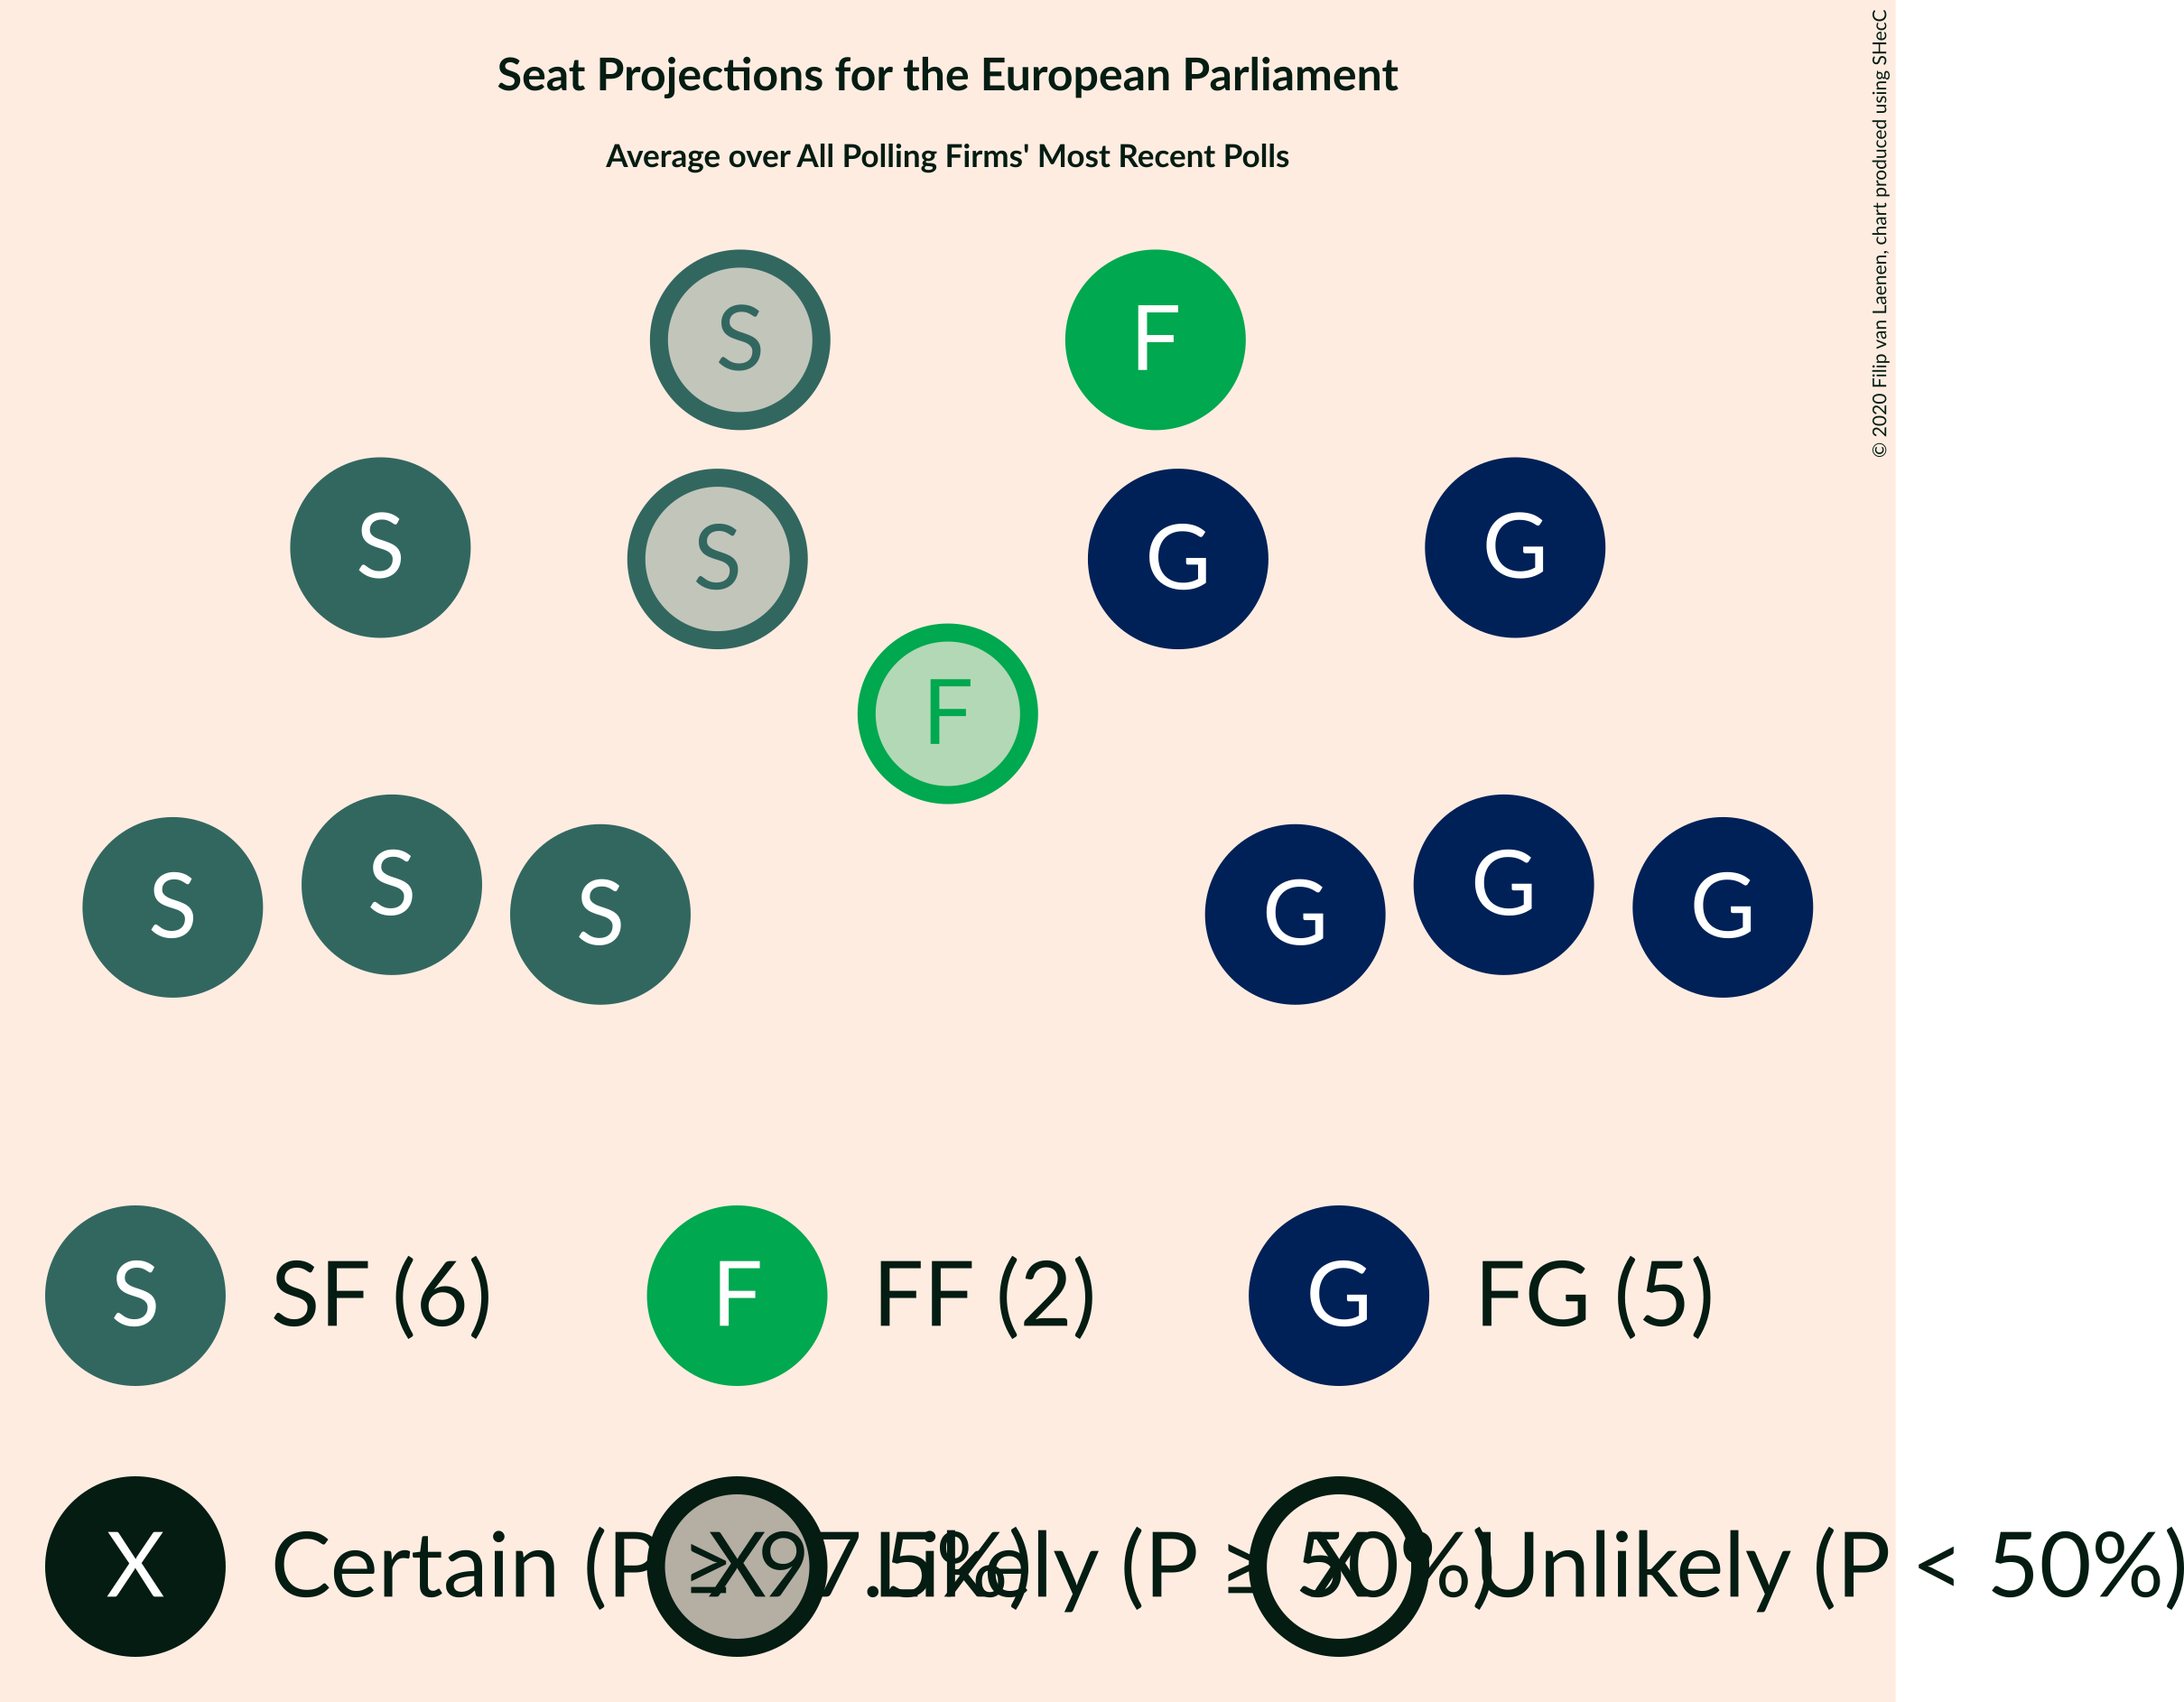 Seat Projections for the European Parliament
Average over All Polling Firms' Most Recent Polls
© 2020 Filip van Laenen, chart produced using SHecC
S F
S S G G
F
S S S G G G
S SF (6) F FF (2) G FG (5)
X Certain (P ≥ 97.5%) X Likely (P ≥ 50%) X Unlikely (P < 50%)